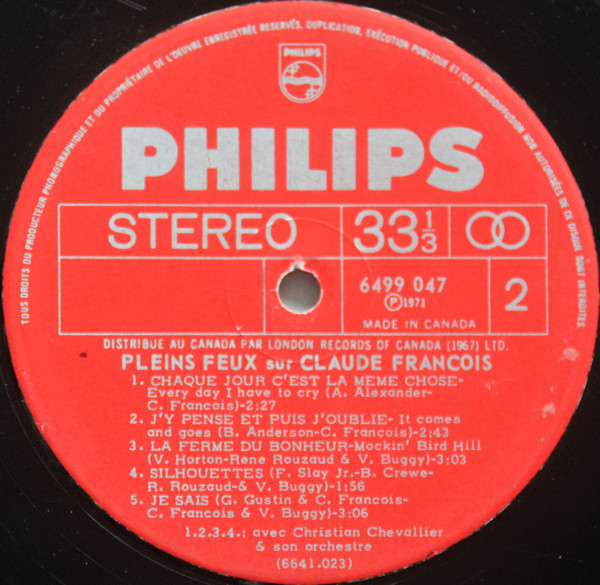 TOUS DROITS DU PRODUCTEUR PHONOGRAPHIQUE ET DU PROPRIÉTAIRE DE L'OEUVRE ENREGISTRÉE RESERVÉS, DUPLICATION, EXÉCUTION PUBLIQUE ET/OU RADIODIFFUSION NON AUTORISÉES DE CE DISQUE SONT INTERDITES
PHILIPS
PHILIPS
STEREO 33 1/3
6499 047
Ⓟ 1971
MADE IN CANADA
2
DISTRIBUE AU CANADA PAR LONDON RECORDS OF CANADA (1967) LTD.
PLEINS FEUX sur CLAUDE FRANCOIS
1. CHAQUE JOUR C'EST LA MEME CHOSE-
Every day I have to cry (A. Alexander-
C. Francois)-2:27
2. J'Y PENSE ET PUIS J'OUBLIE- It comes
and goes (B. Anderson-C. Francois)-2:43
3. LA FERME DU BONHEUR-Mockin' Bird Hill
(V. Horton-Rene Rouzaud & V. Buggy)-3:03
4. SILHOUETTES (F. Slay Jr.-B. Crewe-
R. Rouzaud-& V. Buggy)-1:56
5. JE SAIS (G. Gustin & C. Francois-
C. Francois & V. Buggy)-3:06
1.2.3.4.: avec Christian Chevallier
& son orchestre
(6641.023)